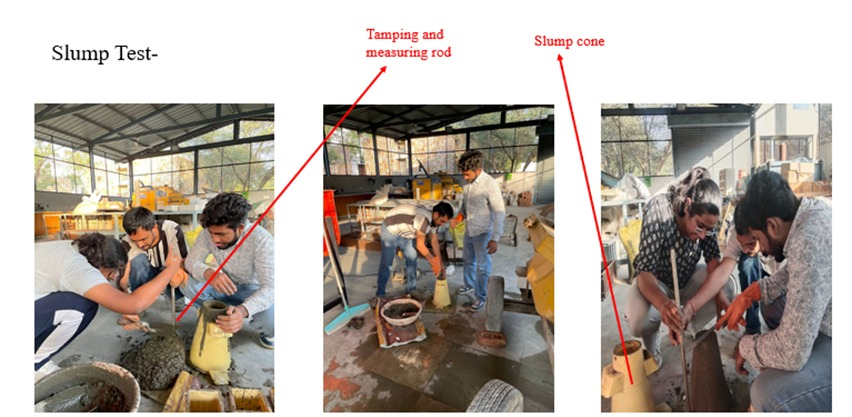 Slump Test-
Tamping and
measuring rod
Slump cone